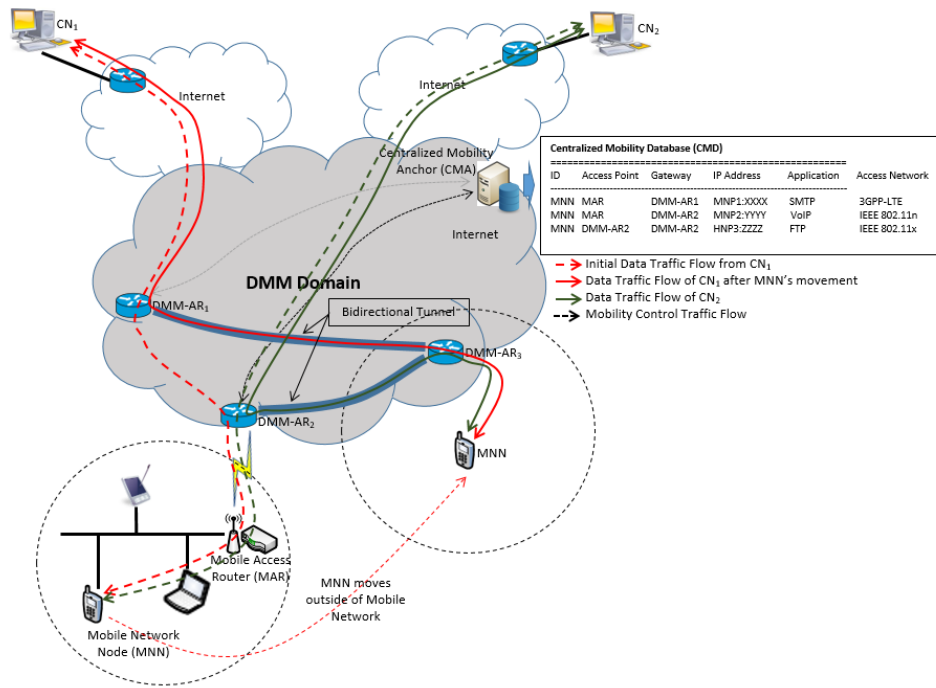 CN1
CN2
Internet
Internet
Centralized Mobility
Anchor (CMA)
Internet
Centralized Mobility Database (CMD)
==================================================
ID Access Point Gateway IP Address Application Access Network
--------------------------------------------------
MNN MAR DMM-AR1 MNP1:XXXX SMTP 3GPP-LTE
MNN MAR DMM-AR2 MNP2:YYYY VoIP IEEE 802.11n
MNN DMM-AR2 DMM-AR2 HNP3:ZZZZ FTP IEEE 802.11x
Initial Data Traffic Flow from CN1
Data Traffic Flow of CN1 after MNN's movement
Data Traffic Flow of CN2
Mobility Control Traffic Flow
DMM Domain
DMM-AR1
Bidirectional Tunnel
DMM-AR3
DMM-AR2
MNN
Mobile Access
Router (MAR)
MNN moves
outside of Mobile
Network
Mobile Network
Node (MNN)